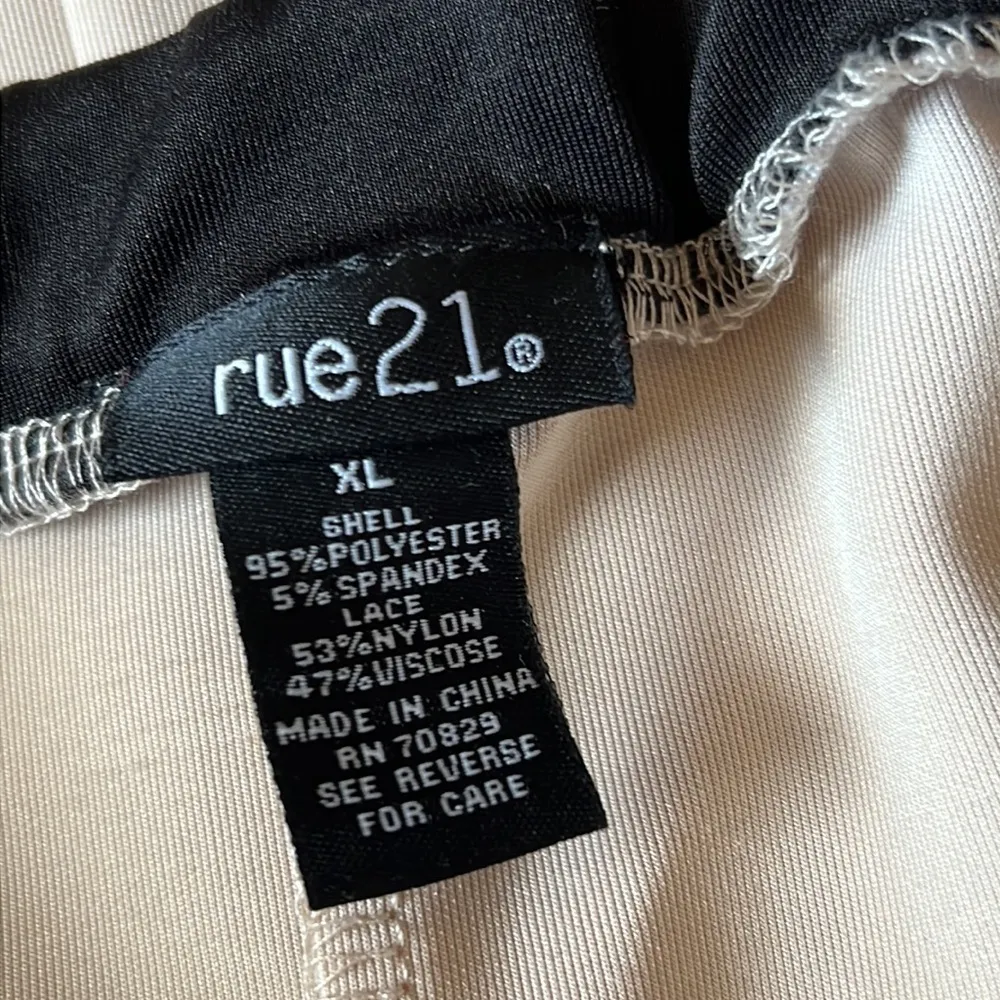 rue21®
XL
SHELL
95%POLYESTER
5%SPANDEX
LACE
53%NYLON
47%VISCOSE
MADE IN CHINA
RN 70829
SEE REVERSE
FOR CARE